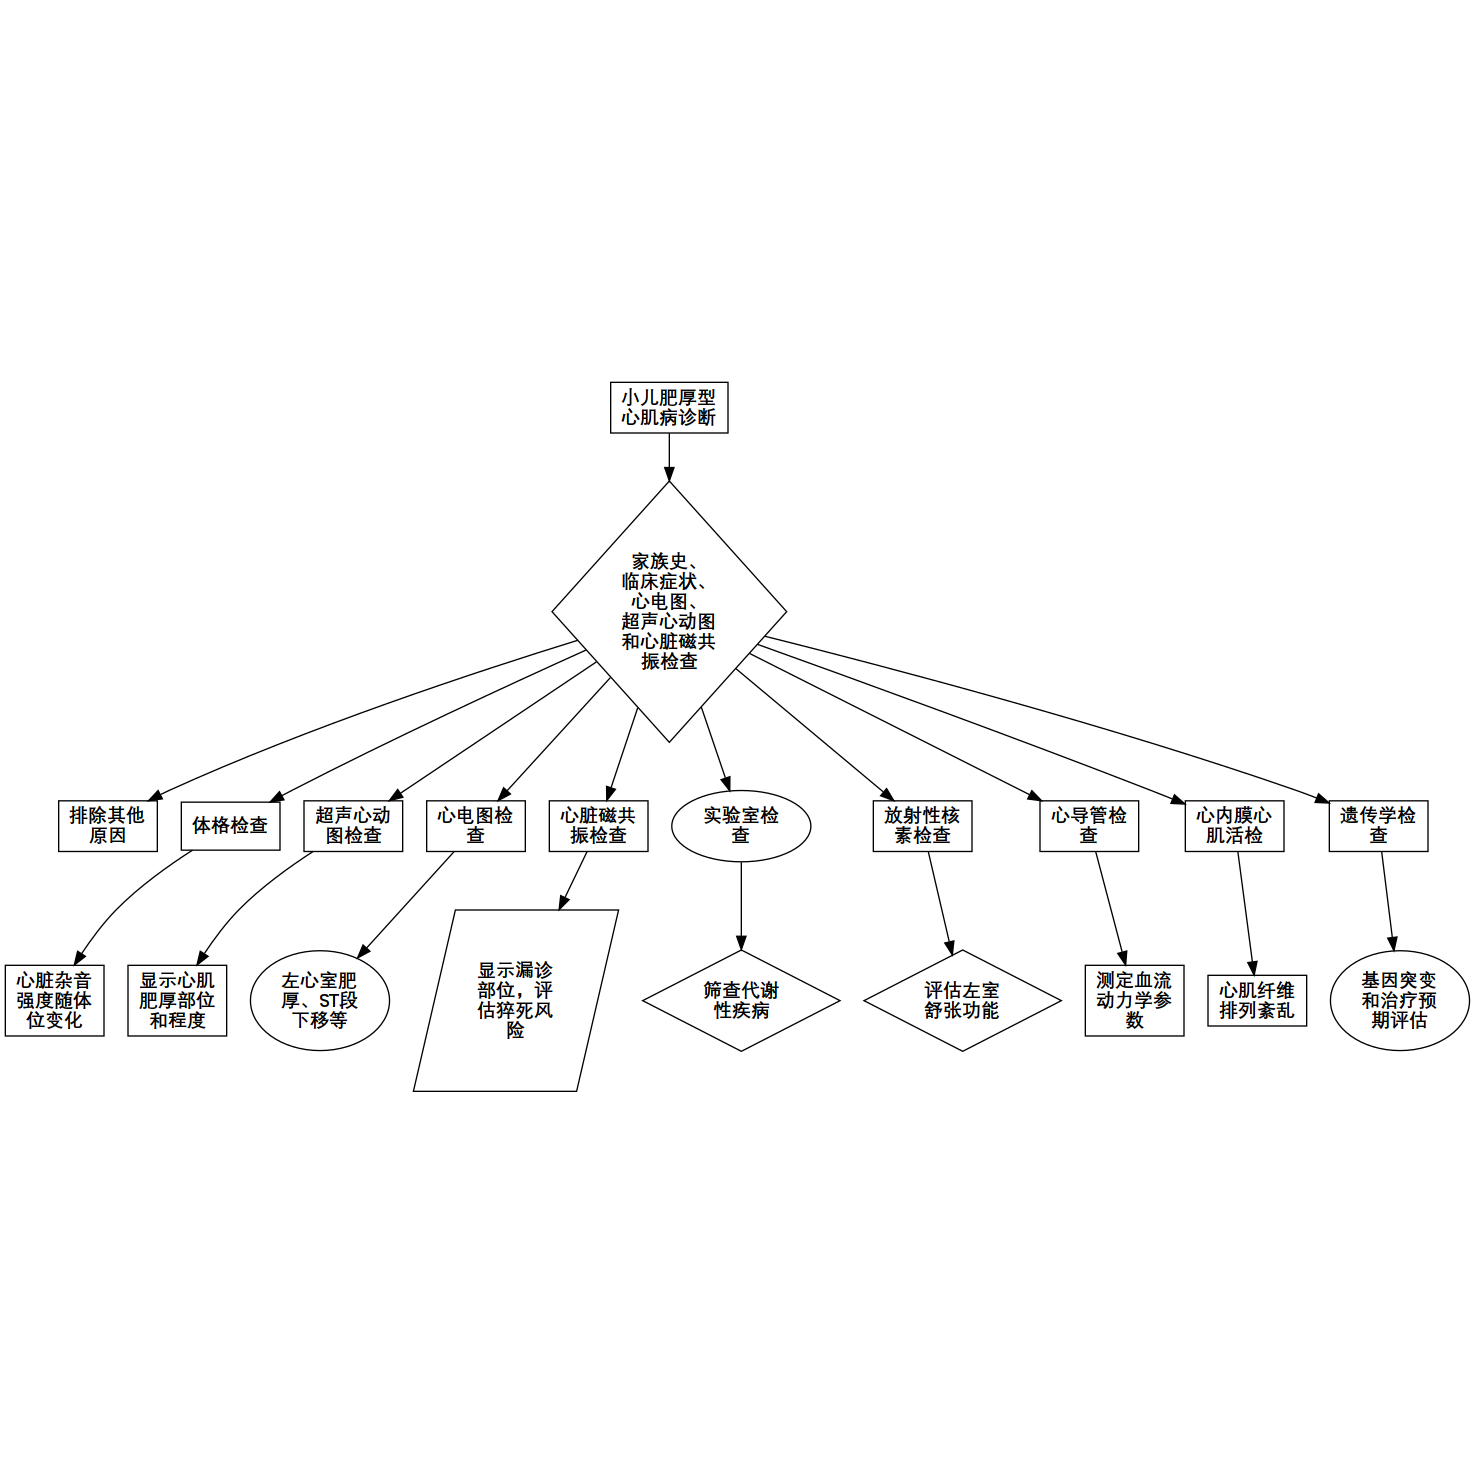 小儿肥厚型
心肌病诊断
家族史、
临床症状、
心电图、
超声心动图
和心脏磁共
振检查
排除其他
原因
体格检查
超声心动
图检查
心电图检
查
心脏磁共
振检查
实验室检
查
放射性核
素检查
心导管检
查
心内膜心
肌活检
遗传学检
查
心脏杂音
强度随体
位变化
显示心肌
肥厚部位
和程度
左心室肥
厚、ST段
下移等
显示漏诊
部位，评
估猝死风
险
筛查代谢
性疾病
评估左室
舒张功能
测定血流
动力学参
数
心肌纤维
排列紊乱
基因突变
和治疗预
期评估